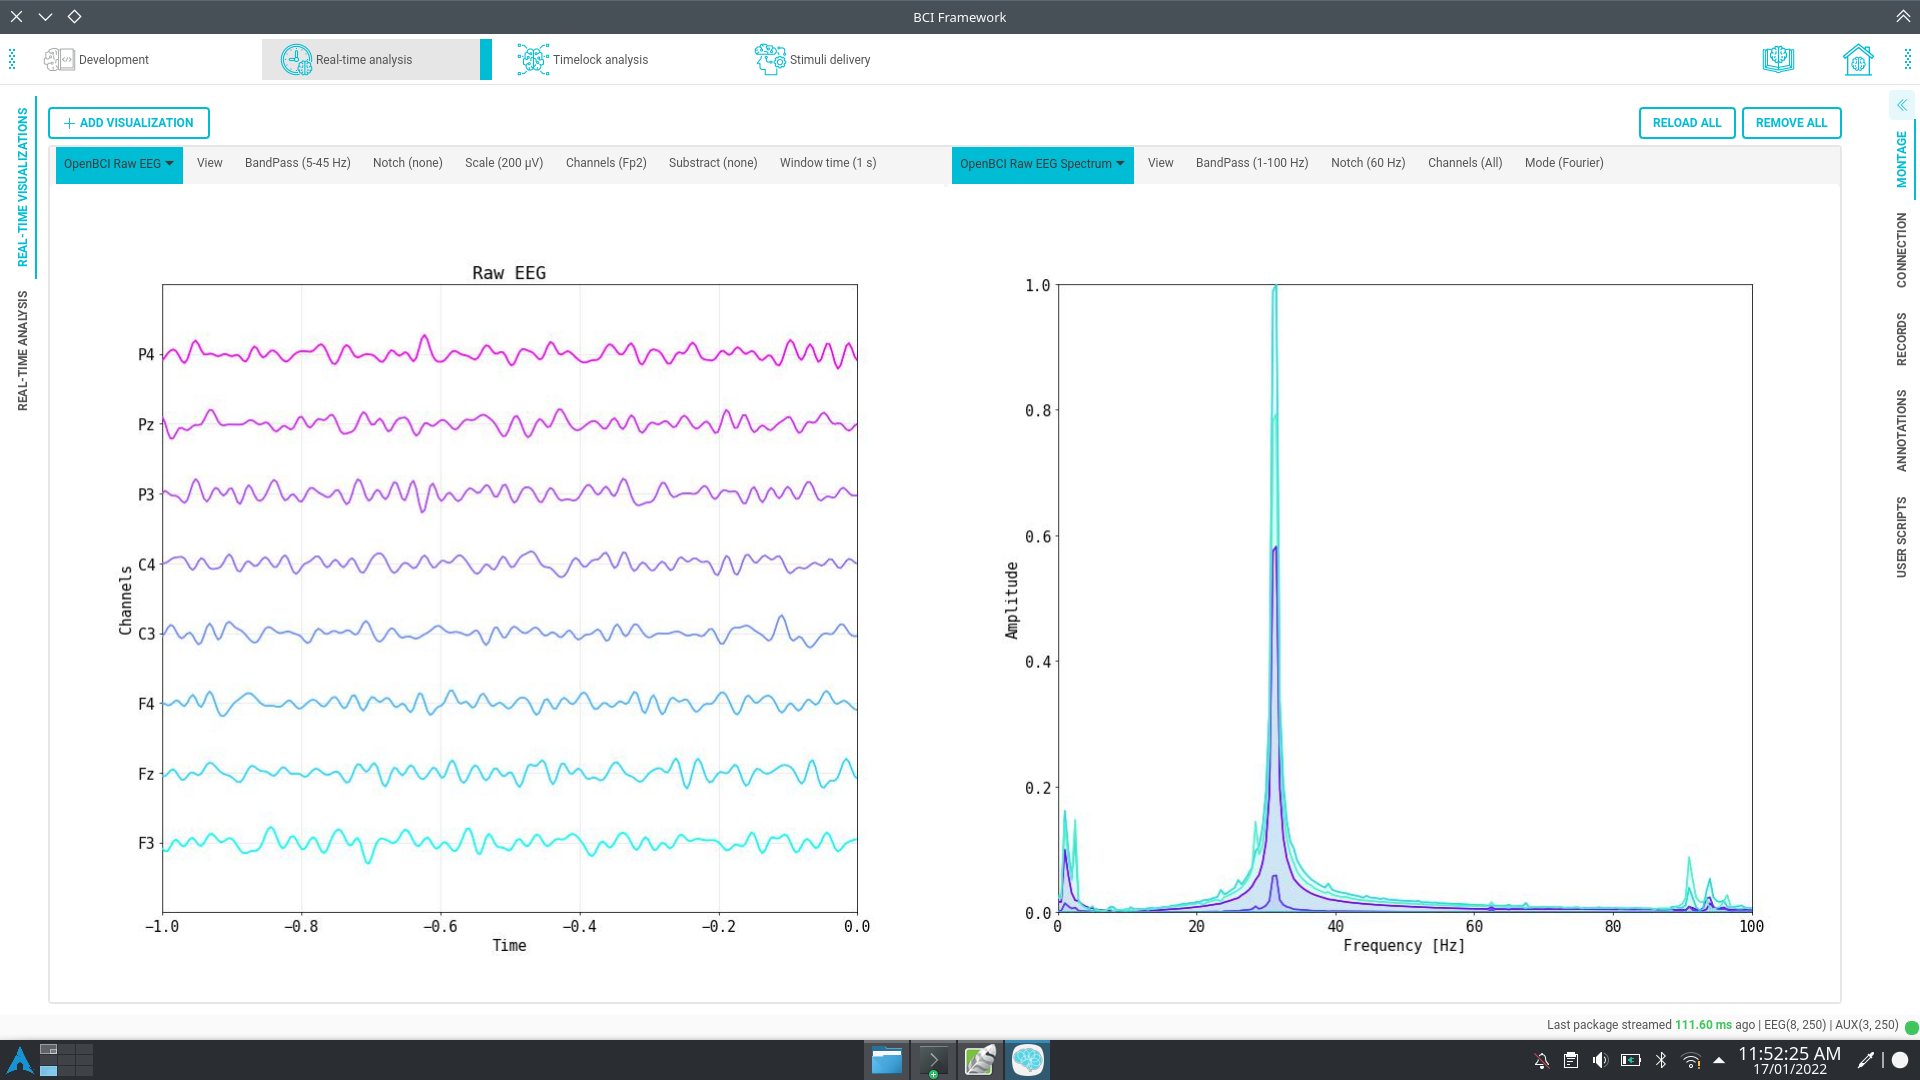 BCI Framework
Development
Real-time analysis
Timelock analysis
Stimuli delivery
REAL-TIME VISUALIZATIONS
REAL-TIME ANALYSIS
ADD VISUALIZATION
RELOAD ALL
REMOVE ALL
OpenBCI Raw EEG View BandPass (5-45 Hz) Notch (none) Scale (200 µV) Channels (Fp2) Substract (none) Window time (1 s)
OpenBCI Raw EEG Spectrum View BandPass (1-100 Hz) Notch (60 Hz) Channels (All) Mode (Fourier)
Raw EEG
P4
Pz
P3
C4
C3
F4
Fz
F3
Channels
−1.0 −0.8 −0.6 −0.4 −0.2 0.0
Time
1.0
0.8
0.6
0.4
0.2
0.0
Amplitude
0 20 40 60 80 100
Frequency [Hz]
MONTAGE
CONNECTION
RECORDS
ANNOTATIONS
USER SCRIPTS
Last package streamed 111.60 ms ago | EEG(8, 250) | AUX(3, 250)
11:52:25 AM
17/01/2022